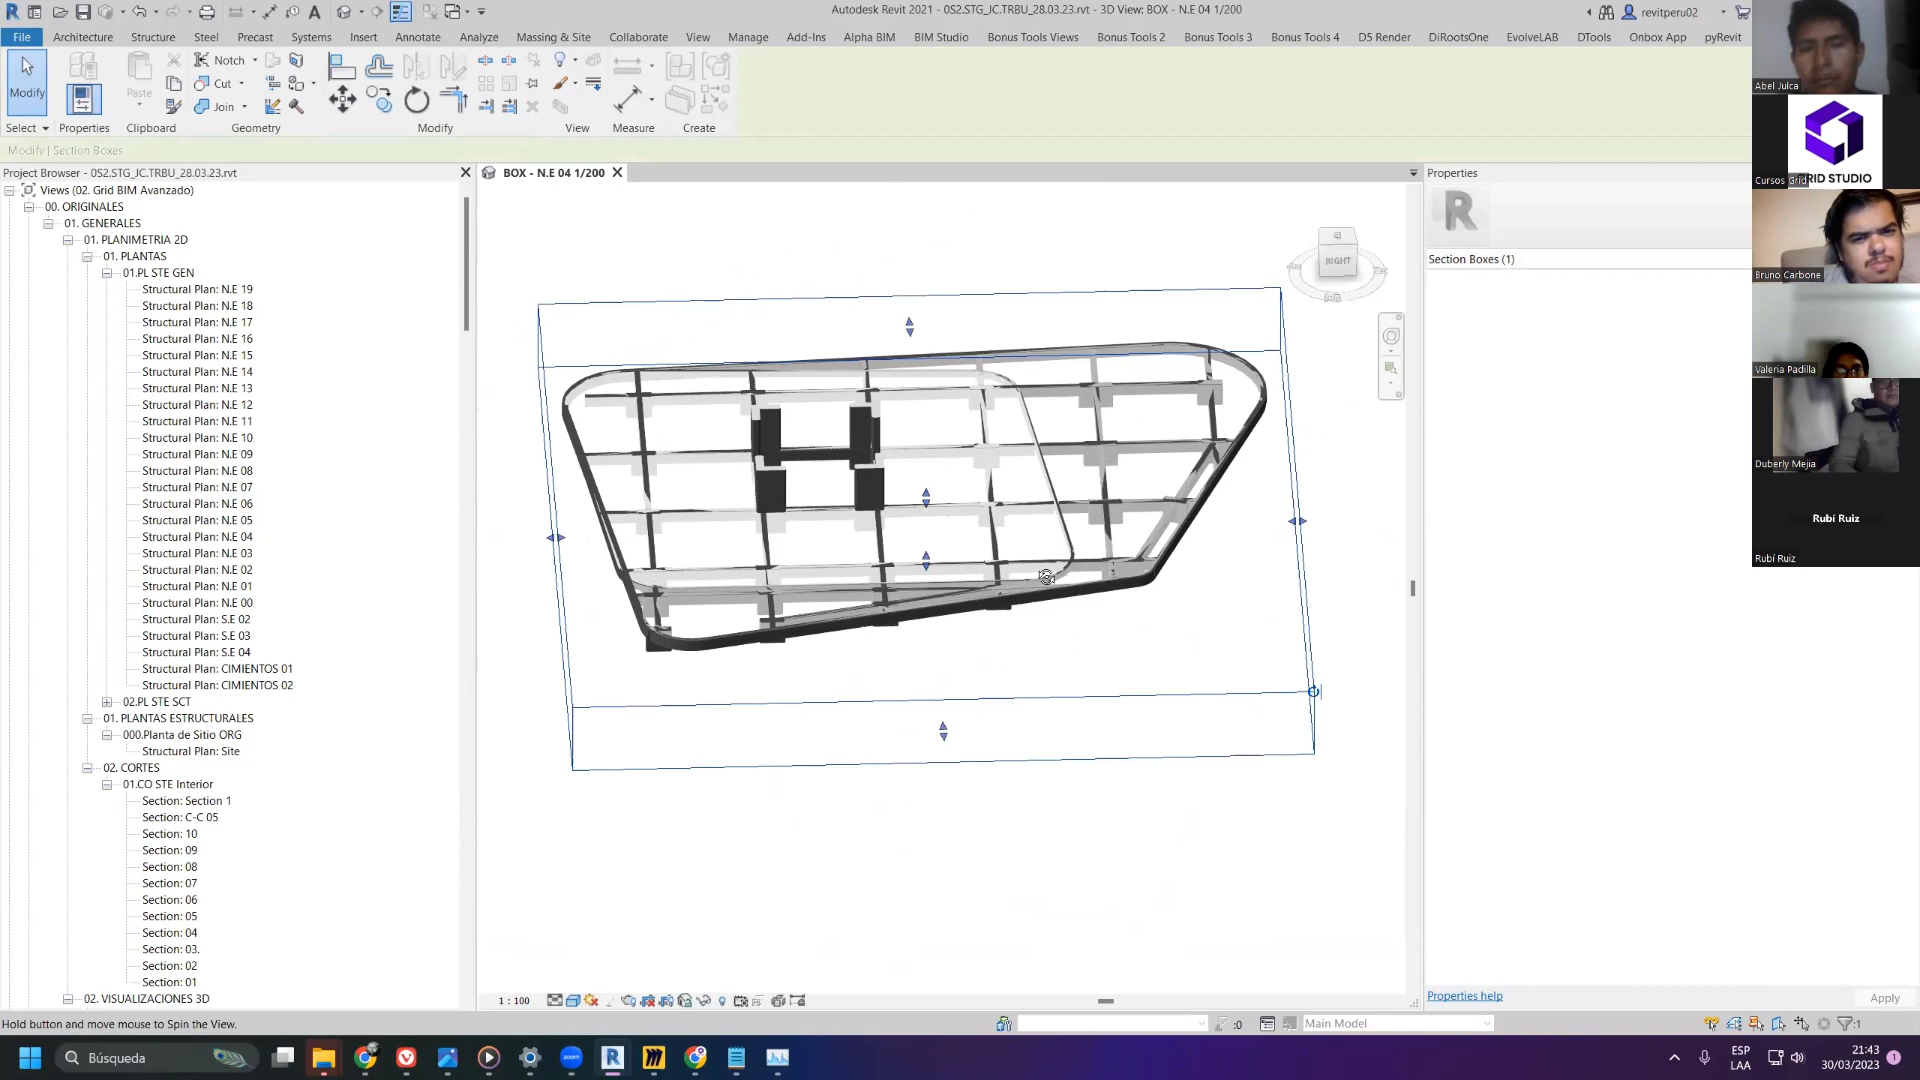 Autodesk Revit 2021 - 0S2.STG_JC.TRBU_28.03.23.rvt - 3D View: BOX - N.E 04 1/200
revitperu02
File Architecture Structure Steel Precast Systems Insert Annotate Analyze Massing & Site Collaborate View Manage Add-Ins Alpha BIM BIM Studio Bonus Tools Views Bonus Tools 2 Bonus Tools 3 Bonus Tools 4 D5 Render DiRootsOne EvolveLAB DTools Onbox App pyRevit
Modify
Paste
Notch
Cut
Join
Select Properties Clipboard Geometry Modify View Measure Create
Modify | Section Boxes
Project Browser - 0S2.STG_JC.TRBU_28.03.23.rvt
BOX - N.E 04 1/200
Properties
Views (02. Grid BIM Avanzado)
00. ORIGINALES
01. GENERALES
01. PLANIMETRIA 2D
01. PLANTAS
01.PL STE GEN
Structural Plan: N.E 19
Structural Plan: N.E 18
Structural Plan: N.E 17
Structural Plan: N.E 16
Structural Plan: N.E 15
Structural Plan: N.E 14
Structural Plan: N.E 13
Structural Plan: N.E 12
Structural Plan: N.E 11
Structural Plan: N.E 10
Structural Plan: N.E 09
Structural Plan: N.E 08
Structural Plan: N.E 07
Structural Plan: N.E 06
Structural Plan: N.E 05
Structural Plan: N.E 04
Structural Plan: N.E 03
Structural Plan: N.E 02
Structural Plan: N.E 01
Structural Plan: N.E 00
Structural Plan: S.E 02
Structural Plan: S.E 03
Structural Plan: S.E 04
Structural Plan: CIMIENTOS 01
Structural Plan: CIMIENTOS 02
02.PL STE SCT
01. PLANTAS ESTRUCTURALES
000.Planta de Sitio ORG
Structural Plan: Site
02. CORTES
01.CO STE Interior
Section: Section 1
Section: C-C 05
Section: 10
Section: 09
Section: 08
Section: 07
Section: 06
Section: 05
Section: 04
Section: 03.
Section: 02
Section: 01
02. VISUALIZACIONES 3D
RIGHT
R
Section Boxes (1)
Properties help
Apply
1 : 100
Hold button and move mouse to Spin the View.
:0
Main Model
:1
Abel Julca
GRID STUDIO
Cursos Grid
Bruno Carbone
Valeria Padilla
Duberly Mejia
Rubí Ruiz
Rubí Ruiz
Búsqueda
zoom
R
ESP
LAA
21:43
30/03/2023
1